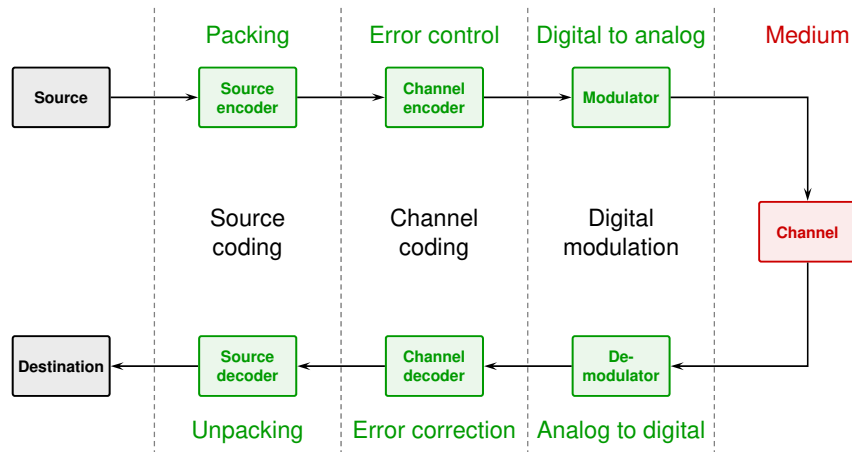 Packing
Error control
Digital to analog
Medium
Source
Source
encoder
Channel
encoder
Modulator
Source
coding
Channel
coding
Digital
modulation
Channel
Destination
Source
decoder
Channel
decoder
De-
modulator
Unpacking
Error correction
Analog to digital